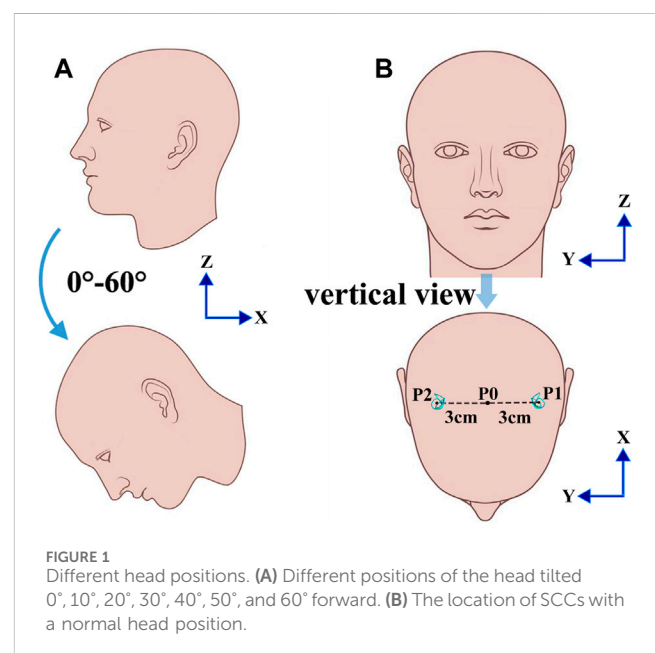 A
B
0°-60°
Z
X
Z
Y
vertical view
P2
P0
P1
3cm
3cm
X
Y
FIGURE 1
Different head positions. (A) Different positions of the head tilted
0°, 10°, 20°, 30°, 40°, 50°, and 60° forward. (B) The location of SCCs with
a normal head position.